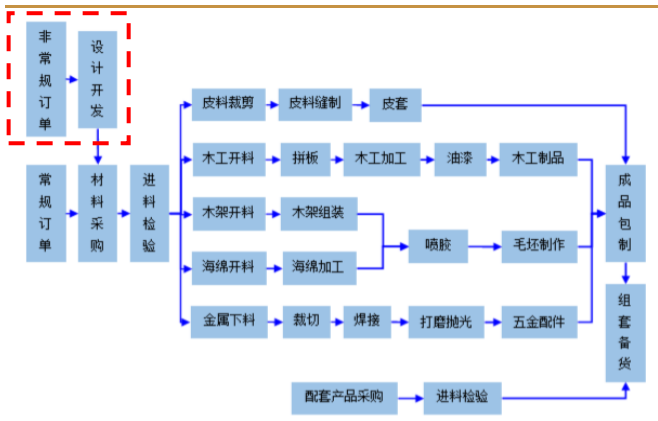 非常规订单
设计开发
常规订单
材料采购
进料检验
皮料裁剪
皮料缝制
皮套
木工开料
拼板
木工加工
油漆
木工制品
木架开料
木架组装
海绵开料
海绵加工
喷胶
毛坯制作
金属下料
裁切
焊接
打磨抛光
五金配件
成品包制
组套备货
配套产品采购
进料检验